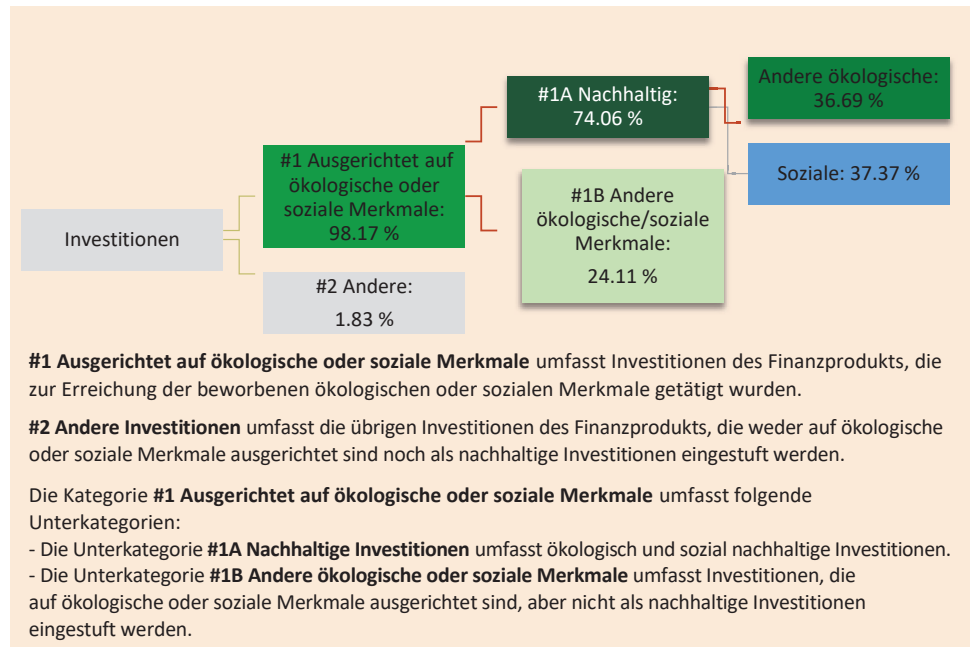 Andere ökologische:
36.69 %
#1A Nachhaltig:
74.06 %
#1 Ausgerichtet auf
ökologische oder
soziale Merkmale:
98.17 %
Soziale: 37.37 %
#1B Andere
ökologische/soziale
Merkmale:
24.11 %
Investitionen
#2 Andere:
1.83 %
#1 Ausgerichtet auf ökologische oder soziale Merkmale umfasst Investitionen des Finanzprodukts, die
zur Erreichung der beworbenen ökologischen oder sozialen Merkmale getätigt wurden.
#2 Andere Investitionen umfasst die übrigen Investitionen des Finanzprodukts, die weder auf ökologische
oder soziale Merkmale ausgerichtet sind noch als nachhaltige Investitionen eingestuft werden.
Die Kategorie #1 Ausgerichtet auf ökologische oder soziale Merkmale umfasst folgende
Unterkategorien:
- Die Unterkategorie #1A Nachhaltige Investitionen umfasst ökologisch und sozial nachhaltige Investitionen.
- Die Unterkategorie #1B Andere ökologische oder soziale Merkmale umfasst Investitionen, die
auf ökologische oder soziale Merkmale ausgerichtet sind, aber nicht als nachhaltige Investitionen
eingestuft werden.